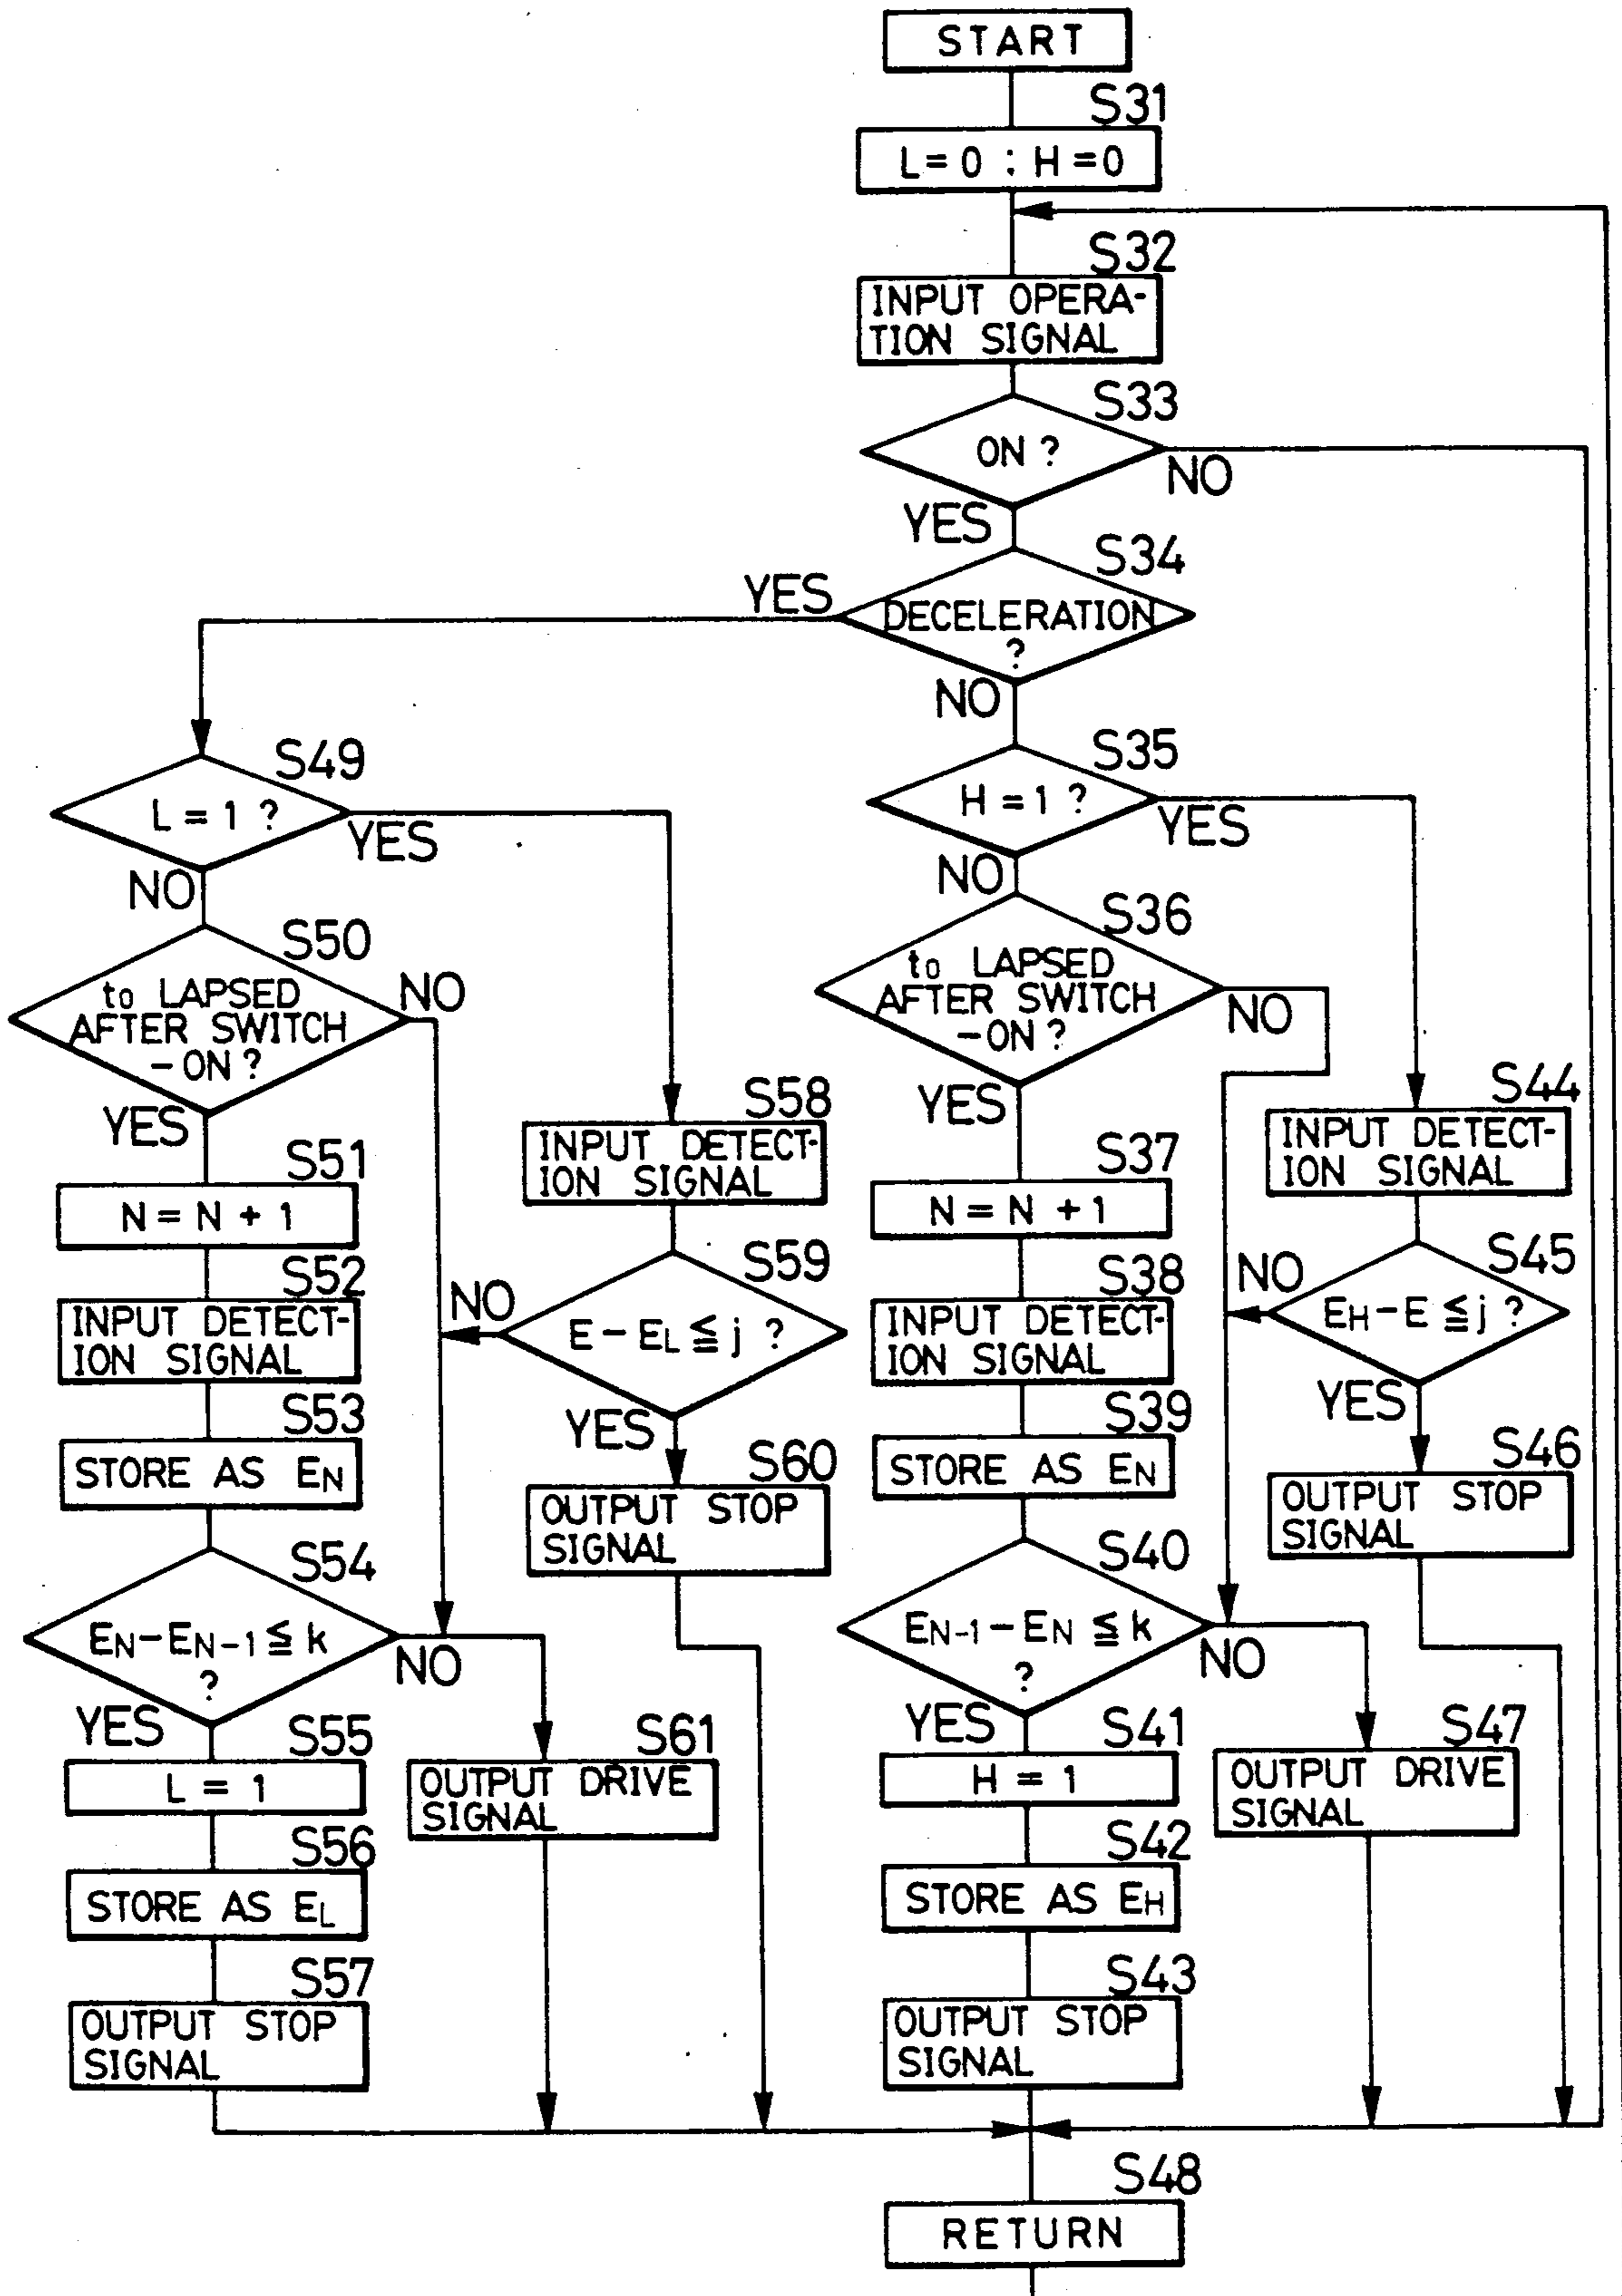 START
S31
L=0 : H=0
S32
INPUT OPERA-
TION SIGNAL
S33
ON ?
NO
YES
S34
DECELERATION
?
YES
NO
S35
H = 1 ?
YES
NO
S36
t0 LAPSED
AFTER SWITCH
-ON ?
NO
YES
S37
N = N + 1
S38
INPUT DETECT-
ION SIGNAL
S39
STORE AS EN
S40
EN-1-EN ≦ k
?
NO
YES
S41
H = 1
S42
STORE AS EH
S43
OUTPUT STOP
SIGNAL
S44
INPUT DETECT-
ION SIGNAL
S45
EH-E ≦ j ?
NO
YES
S46
OUTPUT STOP
SIGNAL
S47
OUTPUT DRIVE
SIGNAL
S48
RETURN
S49
L = 1 ?
YES
NO
S50
t0 LAPSED
AFTER SWITCH
-ON ?
NO
YES
S51
N = N + 1
S52
INPUT DETECT-
ION SIGNAL
S53
STORE AS EN
S54
EN-EN-1 ≦ k
?
NO
YES
S55
L = 1
S56
STORE AS EL
S57
OUTPUT STOP
SIGNAL
S58
INPUT DETECT-
ION SIGNAL
S59
E-EL ≦ j ?
NO
YES
S60
OUTPUT STOP
SIGNAL
S61
OUTPUT DRIVE
SIGNAL